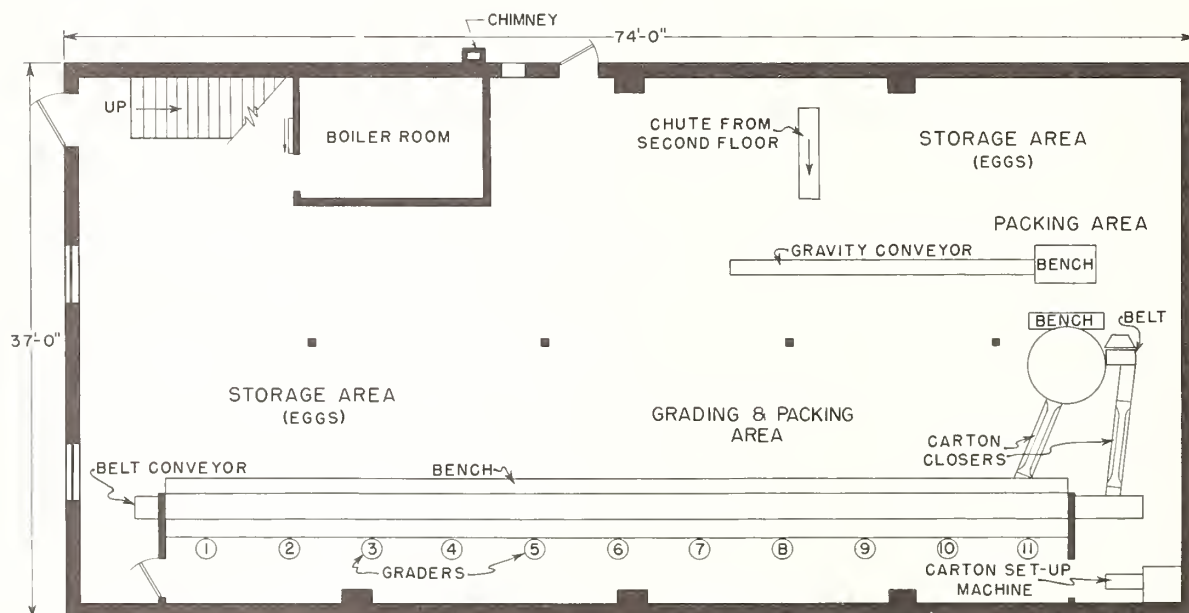 CHIMNEY
74'-0"
UP
BOILER ROOM
CHUTE FROM
SECOND FLOOR
STORAGE AREA
(EGGS)
PACKING AREA
GRAVITY CONVEYOR
BENCH
BENCH
BELT
37'-0"
STORAGE AREA
(EGGS)
GRADING & PACKING
AREA
CARTON
CLOSERS
BELT CONVEYOR
BENCH
1 2 3 4 5 6 7 8 9 10 11
GRADERS
CARTON SET-UP
MACHINE